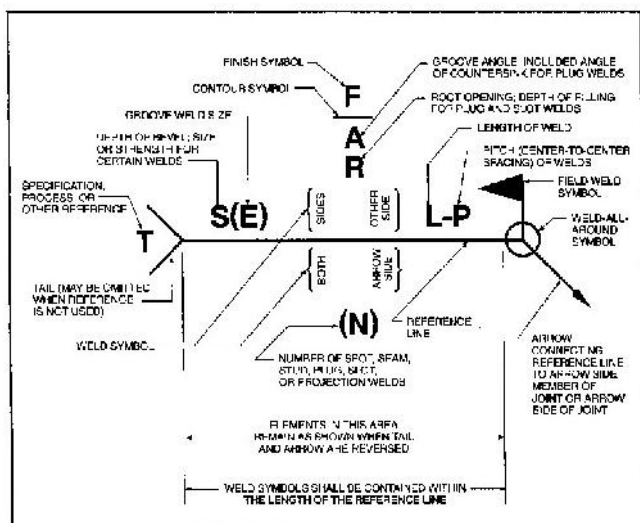 FINISH SYMBOL
F
CONTOUR SYMBOL
GROOVE ANGLE, INCLUDED ANGLE
OF COUNTERSINK FOR PLUG WELDS
A
ROOT OPENING; DEPTH OF FILLING
FOR PLUG AND SLOT WELDS
R
GROOVE WELD SIZE
DEPTH OF BEVEL; SIZE
OR STRENGTH FOR
CERTAIN WELDS
LENGTH OF WELD
PITCH (CENTER-TO-CENTER
SPACING) OF WELDS
FIELD WELD
SYMBOL
SPECIFICATION,
PROCESS OR
OTHER REFERENCE
S(E)
SIDES
OTHER
SIDE
L-P
WELD-ALL-
AROUND
SYMBOL
T
BOTH
ARROW
SIDE
TAIL (MAY BE OMITTED
WHEN REFERENCE
IS NOT USED)
(N)
REFERENCE
LINE
WELD SYMBOL
NUMBER OF SPOT, SEAM,
STUD, PLUG, SLOT,
OR PROJECTION WELDS
ARROW
CONNECTING
REFERENCE LINE
TO ARROW SIDE
MEMBER OF
JOINT OR ARROW
SIDE OF JOINT
ELEMENTS IN THIS AREA
REMAIN AS SHOWN WHEN TAIL
AND ARROW ARE REVERSED
WELD SYMBOLS SHALL BE CONTAINED WITHIN
THE LENGTH OF THE REFERENCE LINE